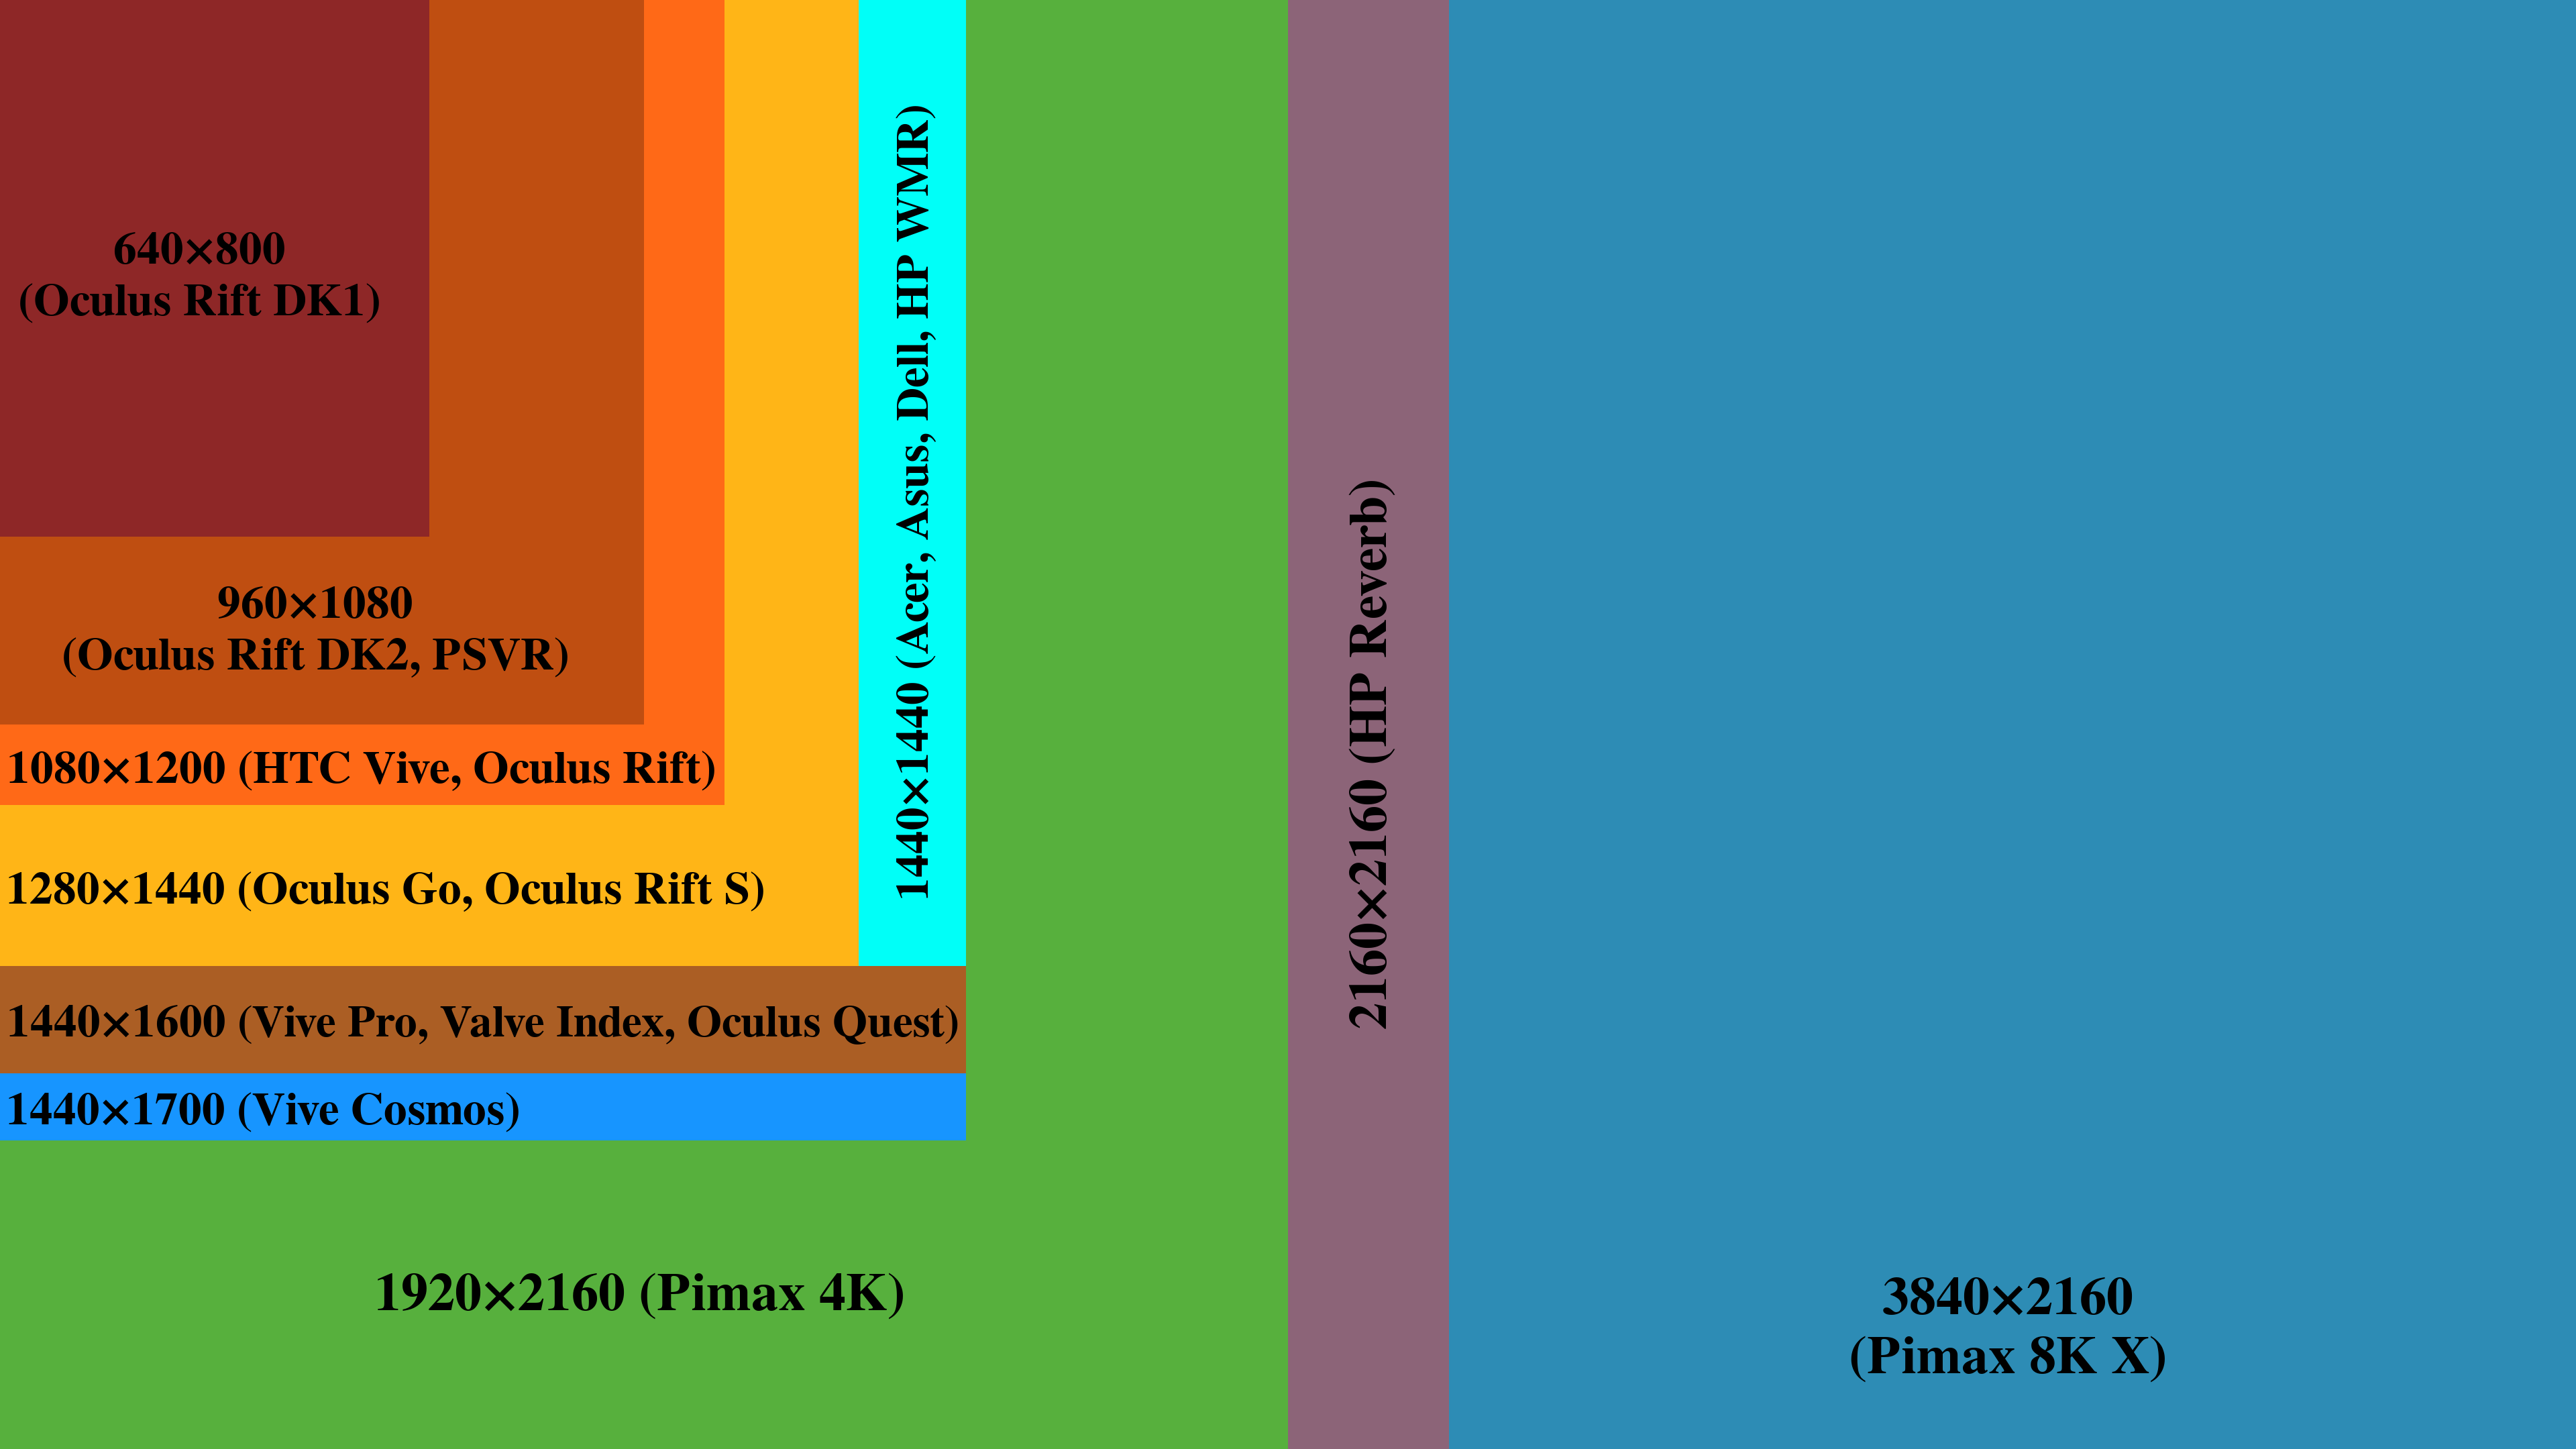 640×800
(Oculus Rift DK1)
960×1080
(Oculus Rift DK2, PSVR)
1080×1200 (HTC Vive, Oculus Rift)
1280×1440 (Oculus Go, Oculus Rift S)
1440×1440 (Acer, Asus, Dell, HP WMR)
1440×1600 (Vive Pro, Valve Index, Oculus Quest)
1440×1700 (Vive Cosmos)
1920×2160 (Pimax 4K)
2160×2160 (HP Reverb)
3840×2160
(Pimax 8K X)